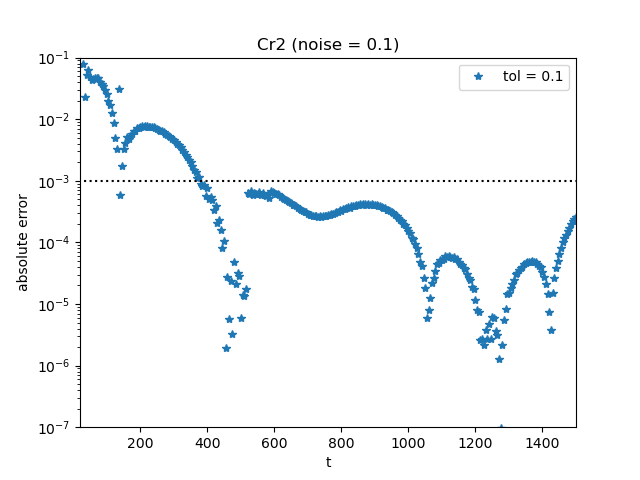 Cr2 (noise = 0.1)
tol = 0.1
absolute error
10⁻¹
10⁻²
10⁻³
10⁻⁴
10⁻⁵
10⁻⁶
10⁻⁷
200 400 600 800 1000 1200 1400
t